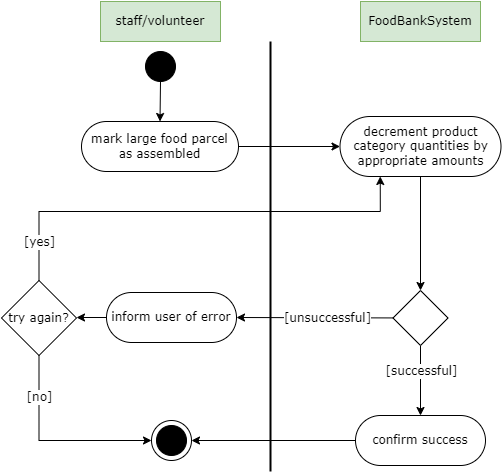 staff/volunteer
FoodBankSystem
mark large food parcel
as assembled
decrement product
category quantities by
appropriate amounts
[yes]
try again?
inform user of error
[unsuccessful]
[successful]
[no]
confirm success